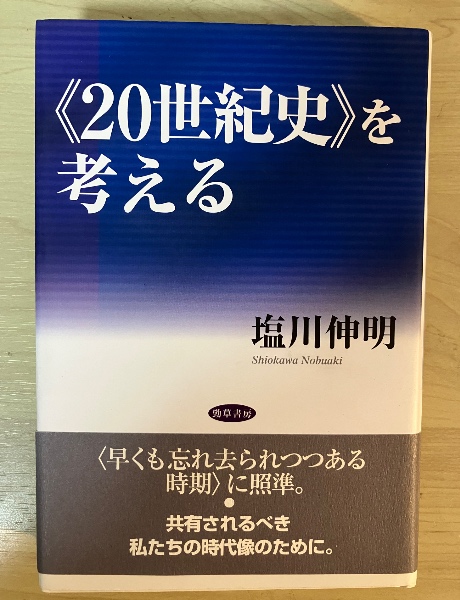 《20世紀史》を
考える
塩川伸明
Shiokawa Nobuaki
勁草書房
〈早くも忘れ去られつつある
時期〉に照準。
●
共有されるべき
私たちの時代像のために。